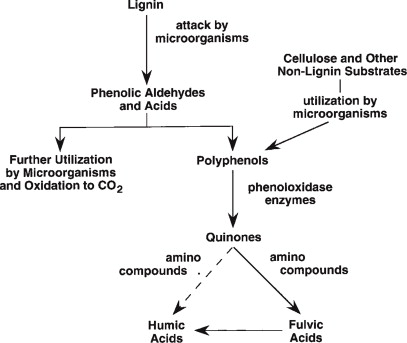 Lignin
attack by
microorganisms
Cellulose and Other
Non-Lignin Substrates
Phenolic Aldehydes
and Acids
utilization by
microorganisms
Further Utilization
by Microorganisms
and Oxidation to CO₂
Polyphenols
phenoloxidase
enzymes
Quinones
amino
compounds
amino
compounds
Humic
Acids
Fulvic
Acids